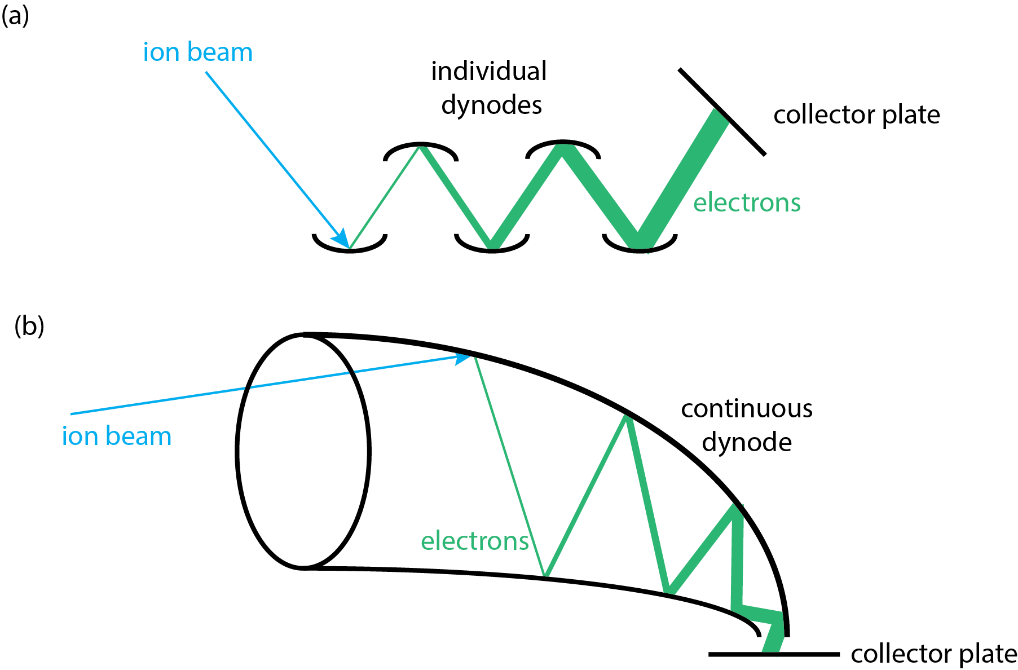 (a)
ion beam
individual
dynodes
collector plate
electrons
(b)
ion beam
continuous
dynode
electrons
collector plate